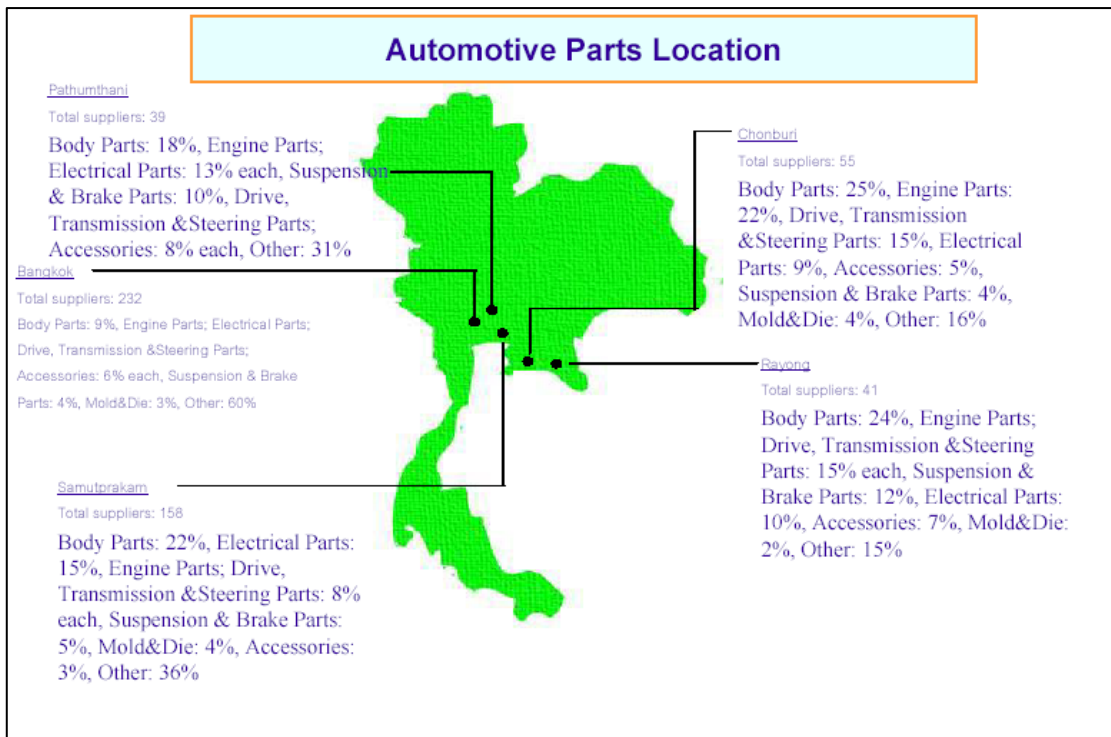 Automotive Parts Location
Pathumthani
Total suppliers: 39
Body Parts: 18%, Engine Parts;
Electrical Parts: 13% each, Suspension
& Brake Parts: 10%, Drive,
Transmission &Steering Parts;
Accessories: 8% each, Other: 31%
Bangkok
Total suppliers: 232
Body Parts: 9%, Engine Parts; Electrical Parts;
Drive, Transmission &Steering Parts;
Accessories: 6% each, Suspension & Brake
Parts: 4%, Mold&Die: 3%, Other: 60%
Samutprakarn
Total suppliers: 158
Body Parts: 22%, Electrical Parts:
15%, Engine Parts; Drive,
Transmission &Steering Parts: 8%
each, Suspension & Brake Parts:
5%, Mold&Die: 4%, Accessories:
3%, Other: 36%
Chonburi
Total suppliers: 55
Body Parts: 25%, Engine Parts:
22%, Drive, Transmission
&Steering Parts: 15%, Electrical
Parts: 9%, Accessories: 5%,
Suspension & Brake Parts: 4%,
Mold&Die: 4%, Other: 16%
Rayong
Total suppliers: 41
Body Parts: 24%, Engine Parts;
Drive, Transmission &Steering
Parts: 15% each, Suspension &
Brake Parts: 12%, Electrical Parts:
10%, Accessories: 7%, Mold&Die:
2%, Other: 15%